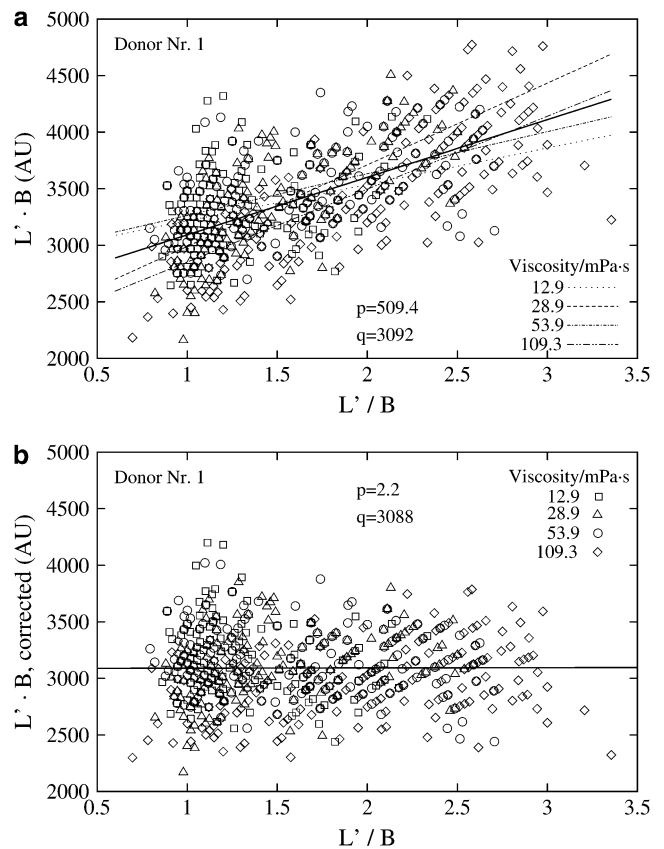 a
5000
Donor Nr. 1
4500
4000
L' · B (AU)
3500
3000
Viscosity/mPa·s
12.9
p=509.4
28.9
2500
q=3092
53.9
109.3
2000
0.5 1 1.5 2 2.5 3 3.5
L' / B
b
5000
Donor Nr. 1
Viscosity/mPa·s
p=2.2
12.9
4500
q=3088
28.9
53.9
109.3
4000
L' · B, corrected (AU)
3500
3000
2500
2000
0.5 1 1.5 2 2.5 3 3.5
L' / B